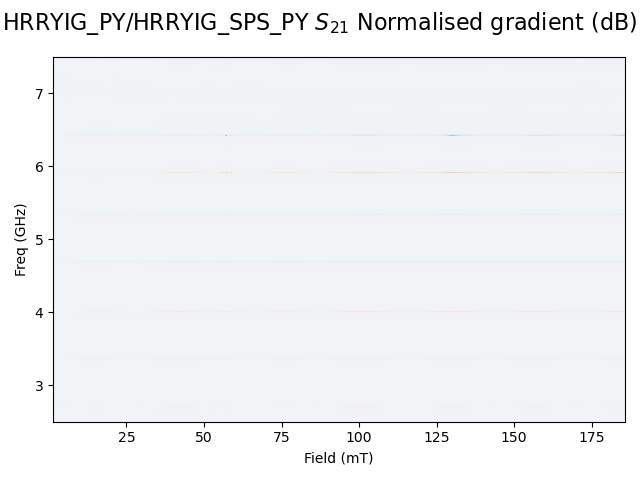 HRRYIG_PY/HRRYIG_SPS_PY S21 Normalised gradient (dB)
7
6
5
4
3
Freq (GHz)
25 50 75 100 125 150 175
Field (mT)